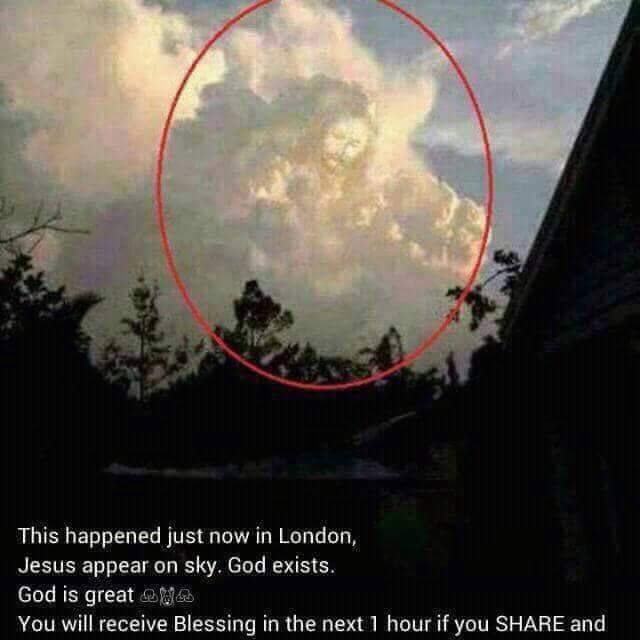 This happened just now in London,
Jesus appear on sky. God exists.
God is great
You will receive Blessing in the next 1 hour if you SHARE and